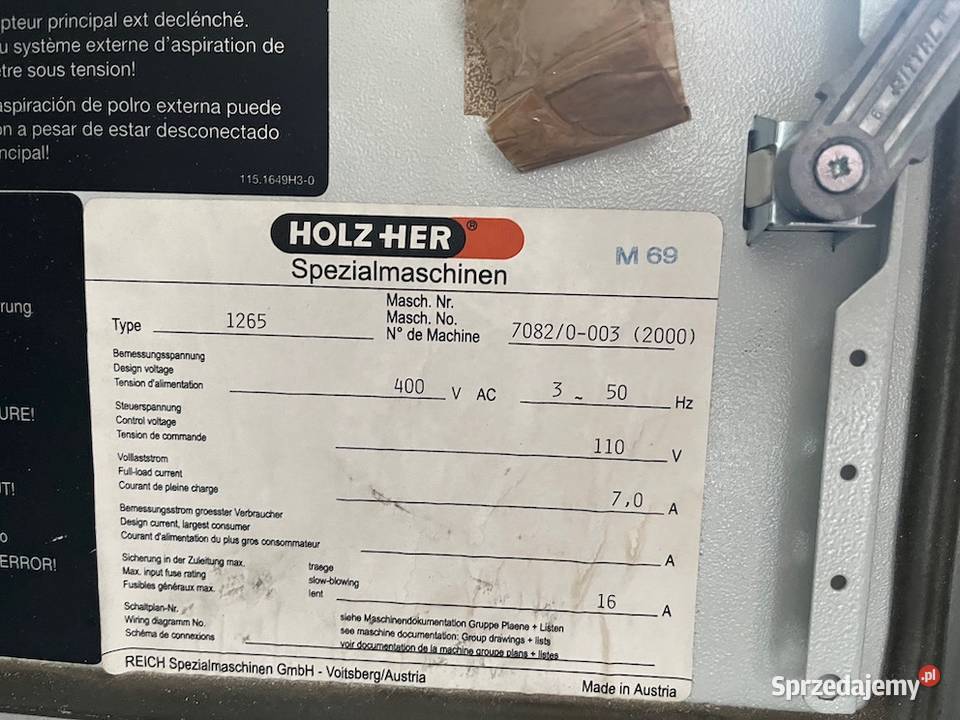 pteur principal ext declénché.
u système externe d'aspiration de
être sous tension!
aspiración de polro externa puede
on a pesar de estar desconectado
ncipal!
115.1649H3-0
rung
URE!
UT!
o
ERROR!
RITTAL
HOLZ-HER®
M 69
Spezialmaschinen
Type 1265
Masch. Nr.
Masch. No.
N° de Machine 7082/0-003 (2000)
Bemessungsspannung
Design voltage
Tension d'alimentation 400 V AC 3 ~ 50 Hz
Steuerspannung
Control voltage
Tension de commande 110 V
Volllaststrom
Full-load current
Courant de pleine charge 7,0 A
Bemessungsstrom groesster Verbraucher
Design current, largest consumer
Courant d'alimentation du plus gros consommateur A
Sicherung in der Zuleitung max. traege
Max. input fuse rating slow-blowing
Fusibles généraux max. lent 16 A
Schaltplan-Nr. siehe Maschinendokumentation Gruppe Plaene + Listen
Wiring diagramm No. see machine documentation: Group drawings + lists
Schéma de connexions voir documentation de la machine groupe plans + listes
REICH Spezialmaschinen GmbH - Voitsberg/Austria
Made in Austria
Sprzedajemy.pl